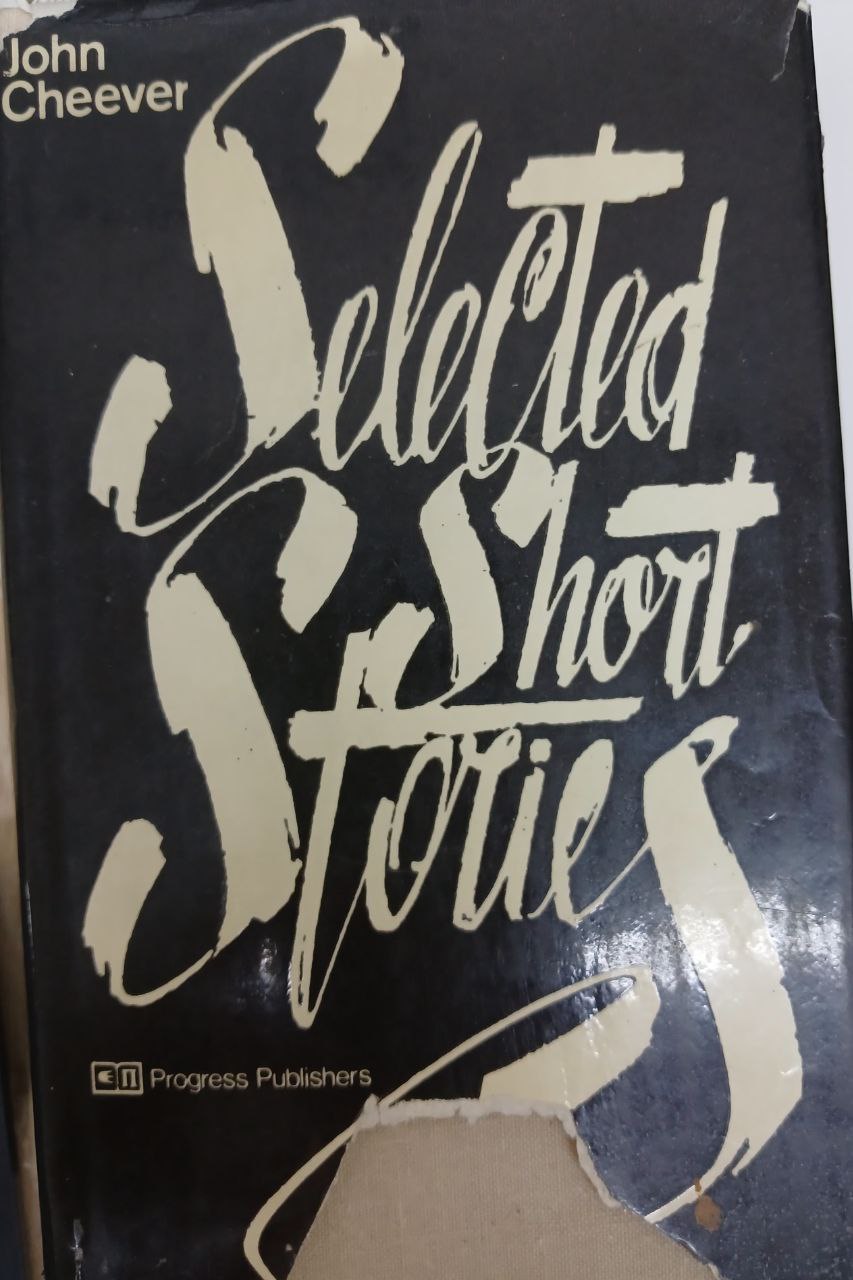 John
Cheever
Selected
Short
Stories
Progress Publishers